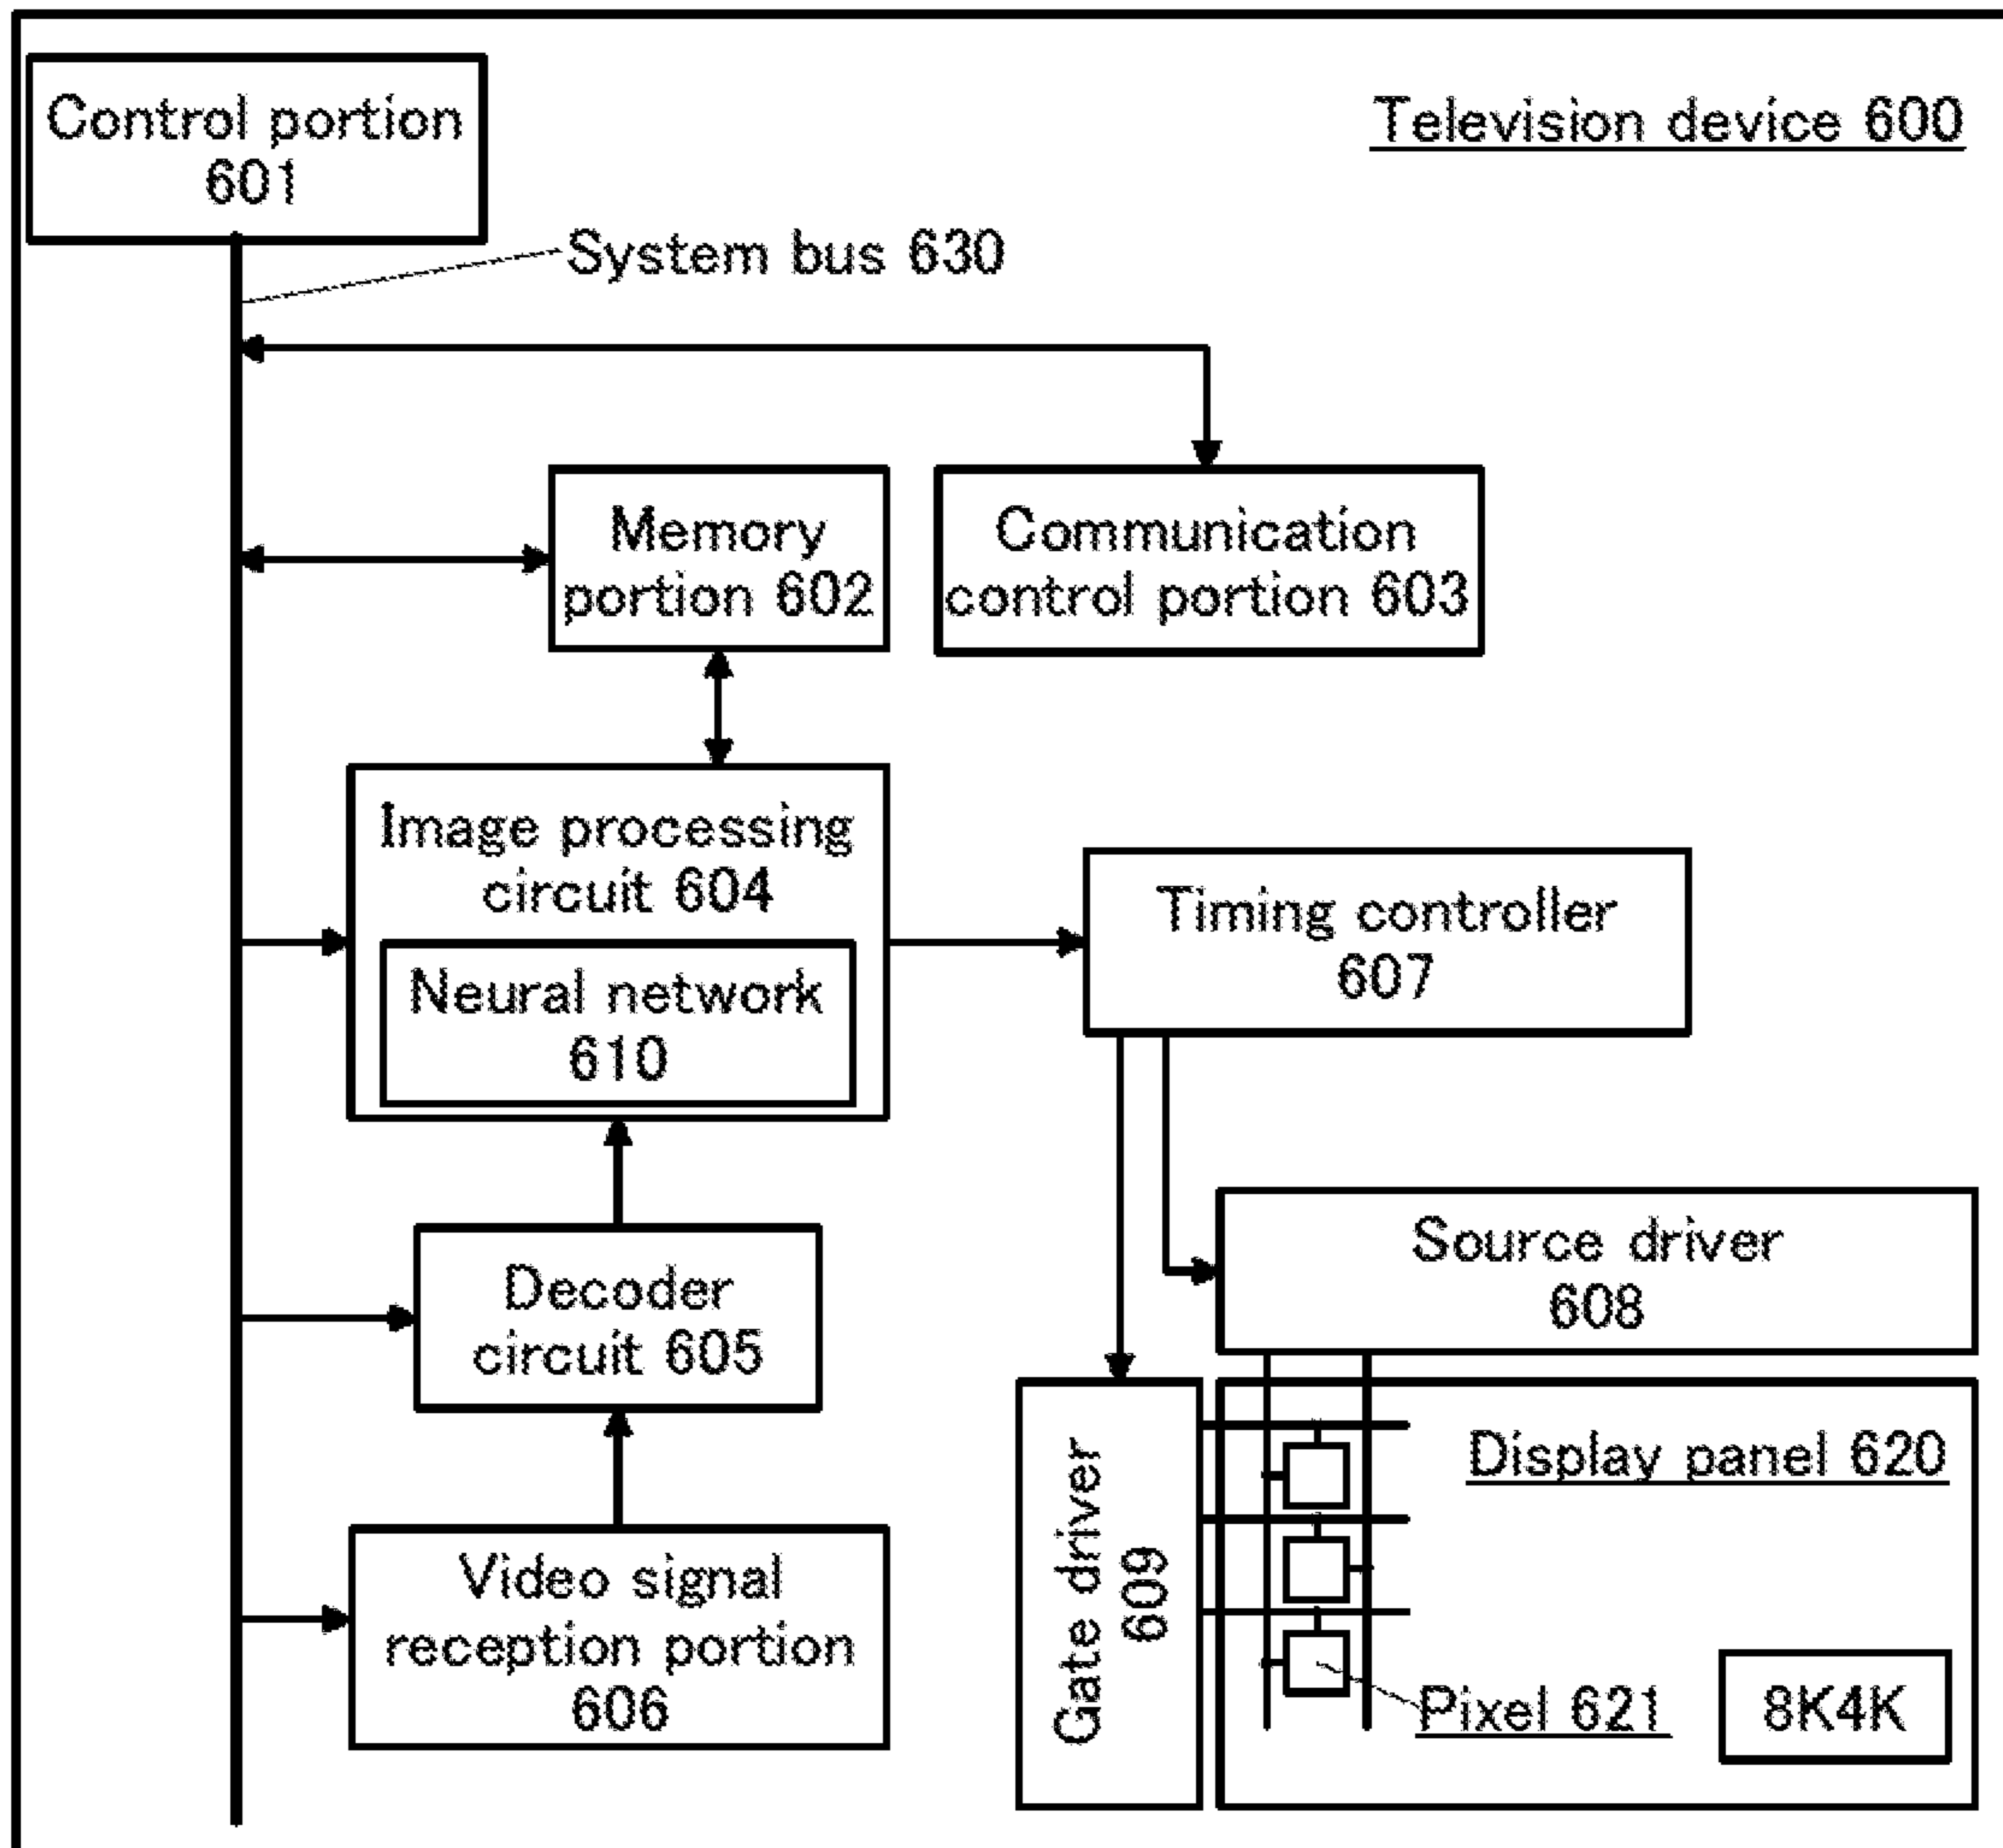 Control portion
601
Television device 600
System bus 630
Memory
portion 602
Communication
control portion 603
Image processing
circuit 604
Neural network
610
Timing controller
607
Decoder
circuit 605
Source driver
608
Video signal
reception portion
606
Gate driver
609
Display panel 620
Pixel 621
8K4K